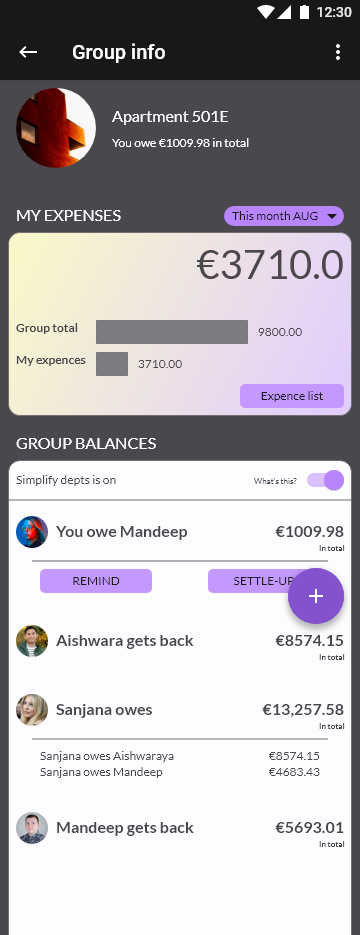 12:30
Group info
Apartment 501E
You owe €1009.98 in total
MY EXPENSES
This month AUG
€3710.0
Group total
9800.00
My expences
3710.00
Expence list
GROUP BALANCES
Simplify depts is on
What's this?
You owe Mandeep
€1009.98
In total
REMIND
SETTLE-UP
Aishwara gets back
€8574.15
In total
Sanjana owes
€13,257.58
In total
Sanjana owes Aishwaraya
€8574.15
Sanjana owes Mandeep
€4683.43
Mandeep gets back
€5693.01
In total